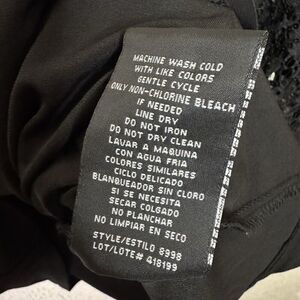 MACHINE WASH COLD
WITH LIKE COLORS
GENTLE CYCLE
ONLY NON-CHLORINE BLEACH
IF NEEDED
LINE DRY
DO NOT IRON
DO NOT DRY CLEAN
LAVAR A MAQUINA
CON AGUA FRIA
COLORES SIMILARES
CICLO DELICADO
BLANQUEADOR SIN CLORO
SI SE NECESITA
SECAR COLGADO
NO PLANCHAR
NO LIMPIAR EN SECO
STYLE/ESTILO 8998
LOT/LOTE# 418199